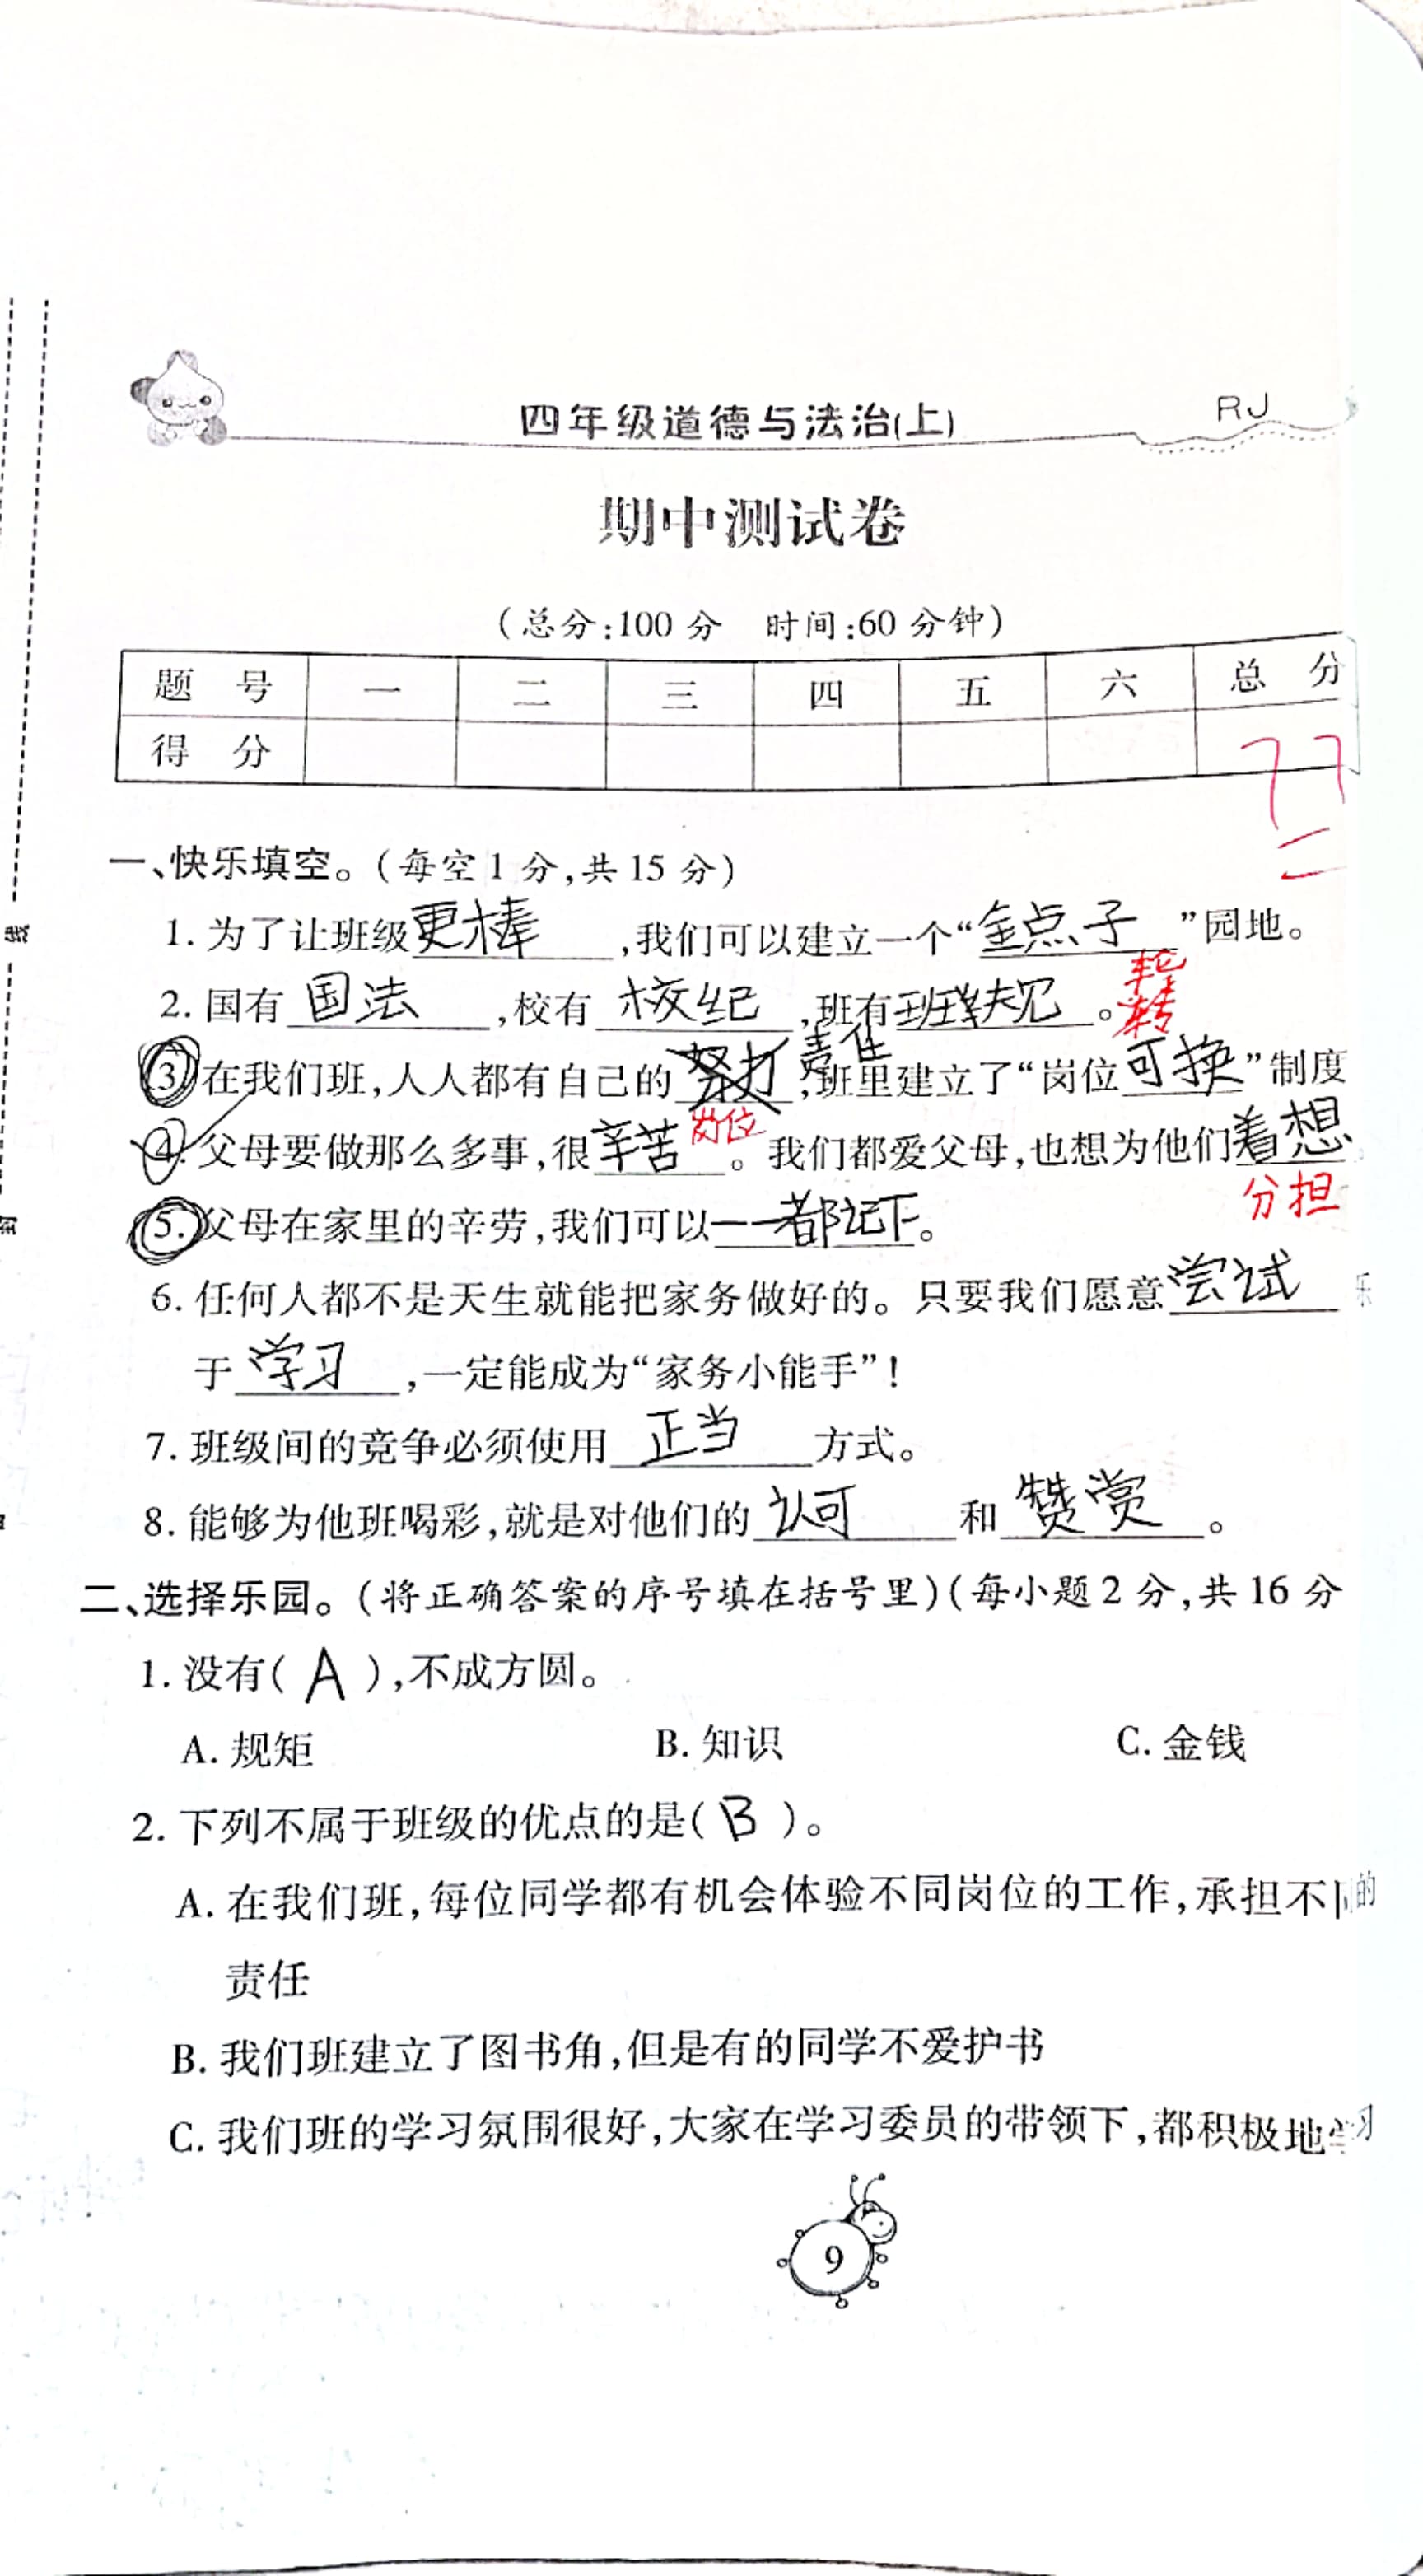 四年级道德与法治(上)
RJ
期中测试卷
(总分:100 分 时间:60 分钟)
题 号 一 二 三 四 五 六 总 分
得 分 77
一、快乐填空。(每空 1 分,共 15 分)
1. 为了让班级更棒,我们可以建立一个“金点子”园地。
2. 国有国法,校有校纪,班有班规。
轮转
3 在我们班,人人都有自己的责任,班里建立了“岗位可换”制度
岗位
4. 父母要做那么多事,很辛苦。我们都爱父母,也想为他们着想
分担
5. 父母在家里的辛劳,我们可以一一都记下。
6. 任何人都不是天生就能把家务做好的。只要我们愿意尝试 乐
于学习,一定能成为“家务小能手”!
7. 班级间的竞争必须使用正当方式。
8. 能够为他班喝彩,就是对他们的认可和赞赏。
二、选择乐园。(将正确答案的序号填在括号里)(每小题 2 分,共 16 分
1. 没有( A ),不成方圆。
A. 规矩 B. 知识 C. 金钱
2. 下列不属于班级的优点的是( B )。
A. 在我们班,每位同学都有机会体验不同岗位的工作,承担不同的
责任
B. 我们班建立了图书角,但是有的同学不爱护书
C. 我们班的学习氛围很好,大家在学习委员的带领下,都积极地学习
9
线
封